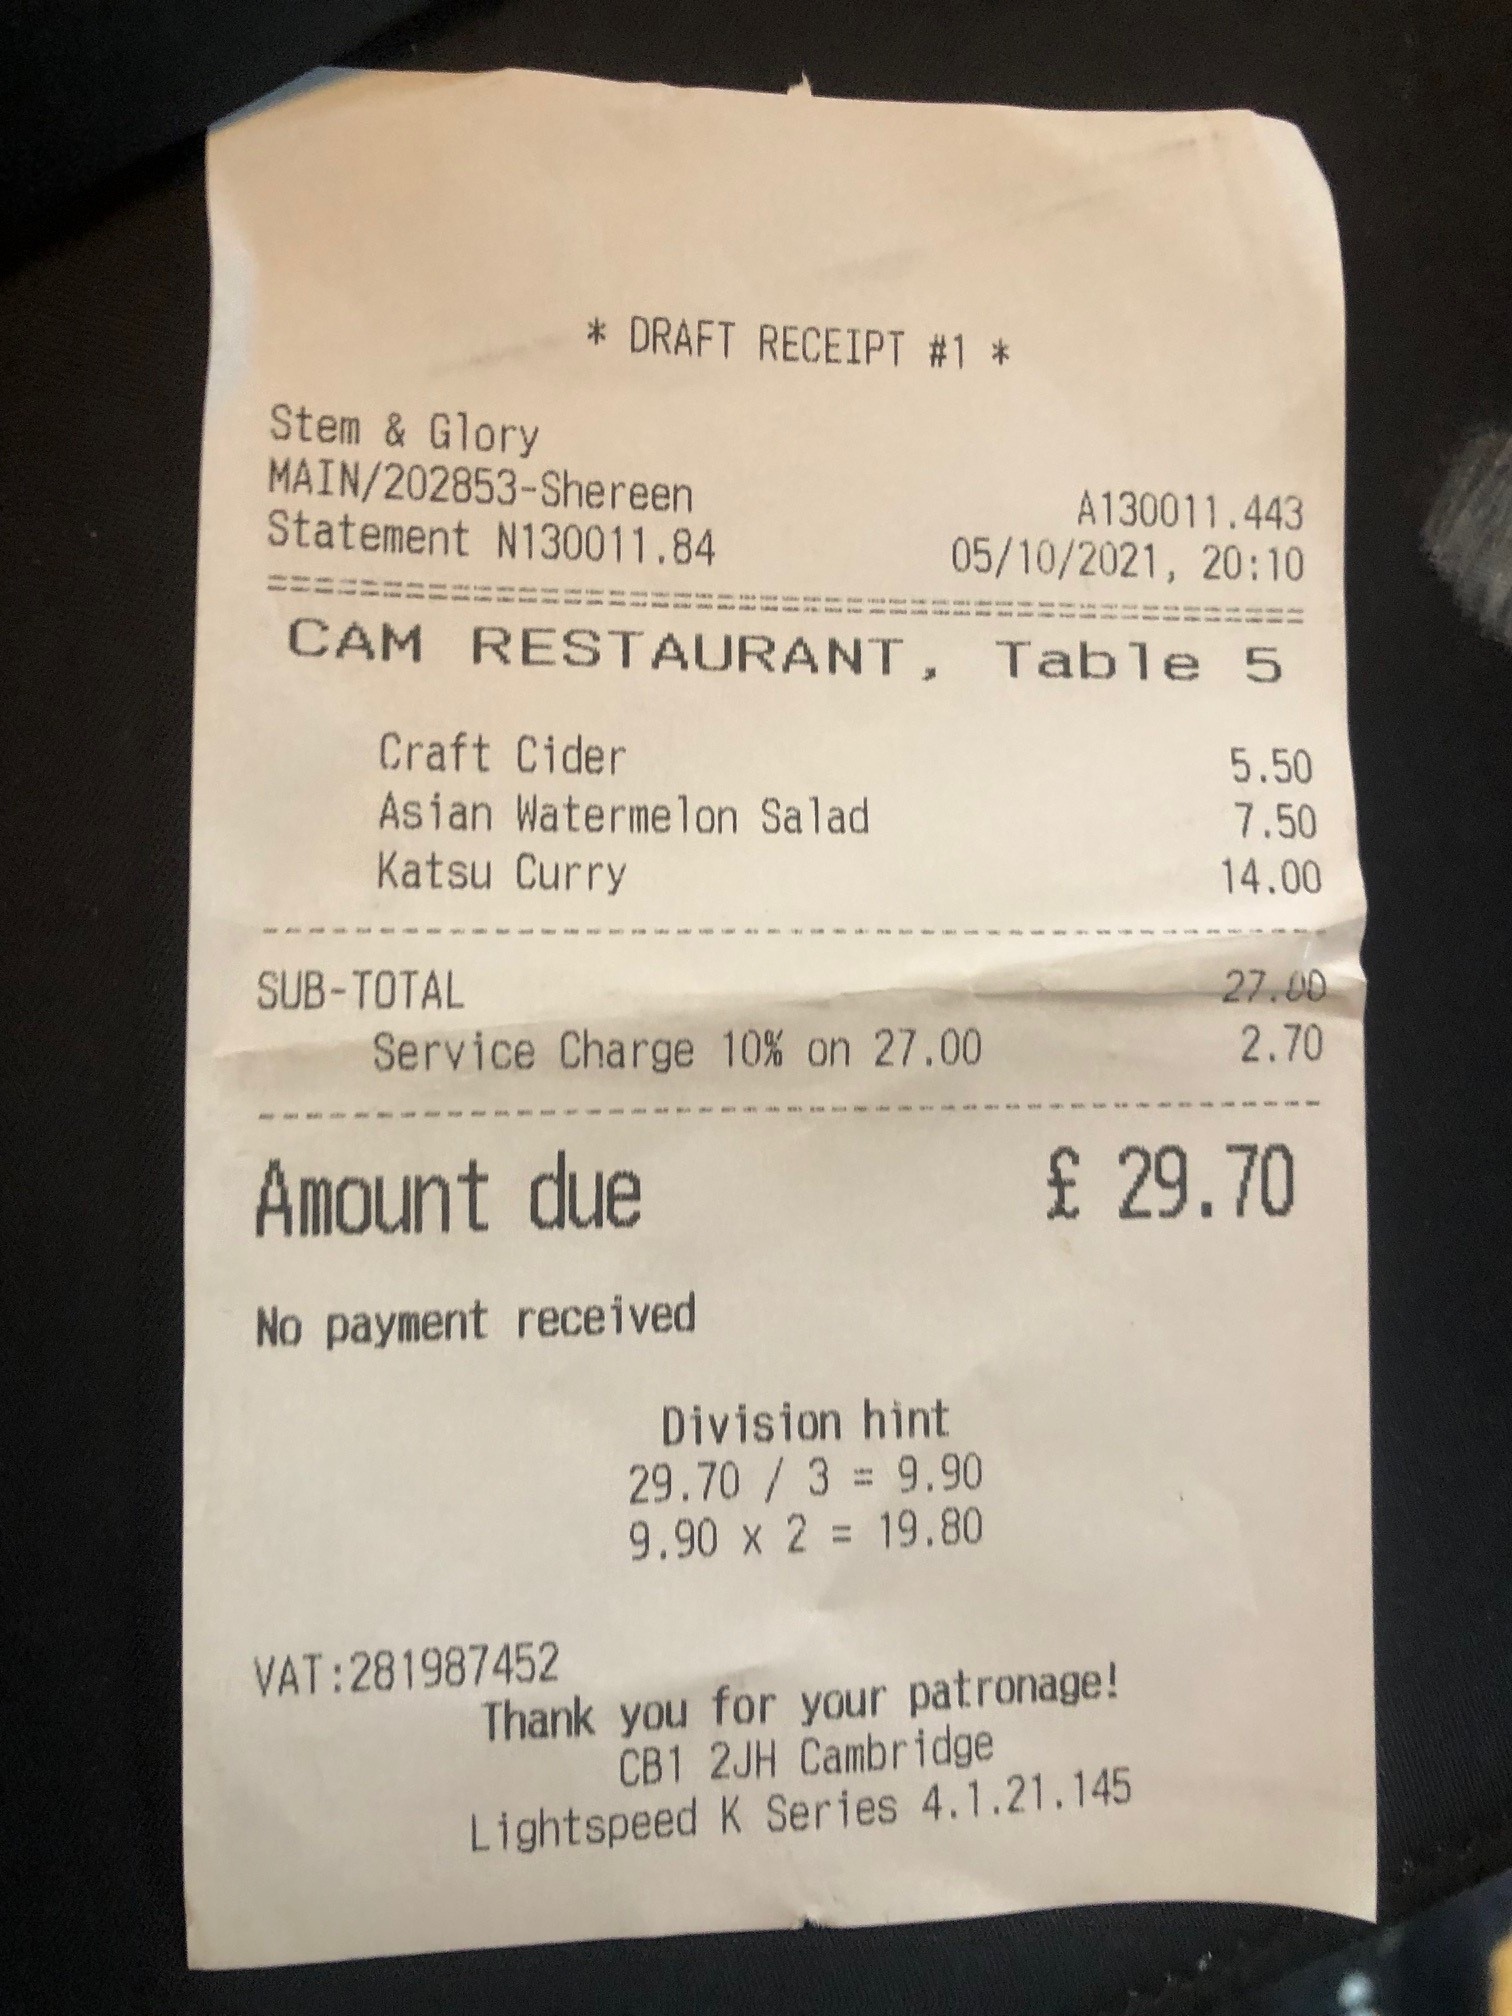 * DRAFT RECEIPT #1 *
Stem & Glory
MAIN/202853-Shereen
A130011.443
Statement N130011.84
05/10/2021, 20:10
CAM RESTAURANT, Table 5
Craft Cider 5.50
Asian Watermelon Salad 7.50
Katsu Curry 14.00
SUB-TOTAL 27.00
Service Charge 10% on 27.00 2.70
Amount due £ 29.70
No payment received
Division hint
29.70 / 3 = 9.90
9.90 x 2 = 19.80
VAT:281987452
Thank you for your patronage!
CB1 2JH Cambridge
Lightspeed K Series 4.1.21.145